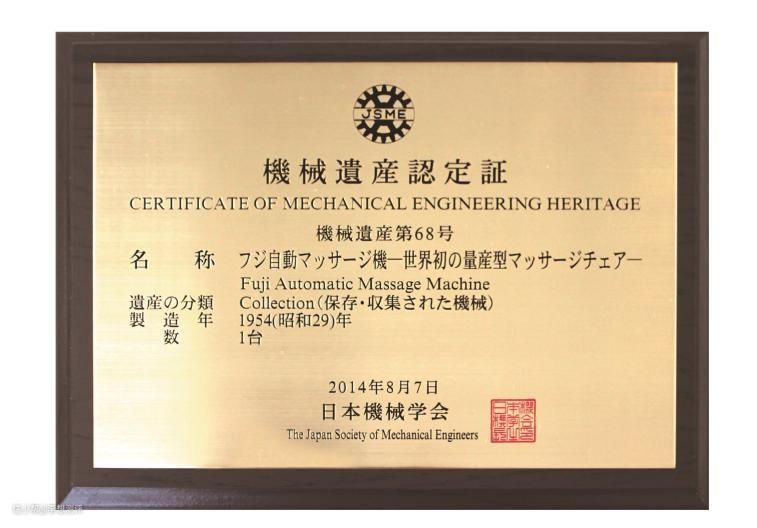 JSME
機械遺産認定証
CERTIFICATE OF MECHANICAL ENGINEERING HERITAGE
機械遺産第68号
名 称 フジ自動マッサージ機―世界初の量産型マッサージチェア―
Fuji Automatic Massage Machine
遺産の分類 Collection(保存・収集された機械)
製 造 年 1954(昭和29)年
数 1台
2014年8月7日
日本機械学会
The Japan Society of Mechanical Engineers